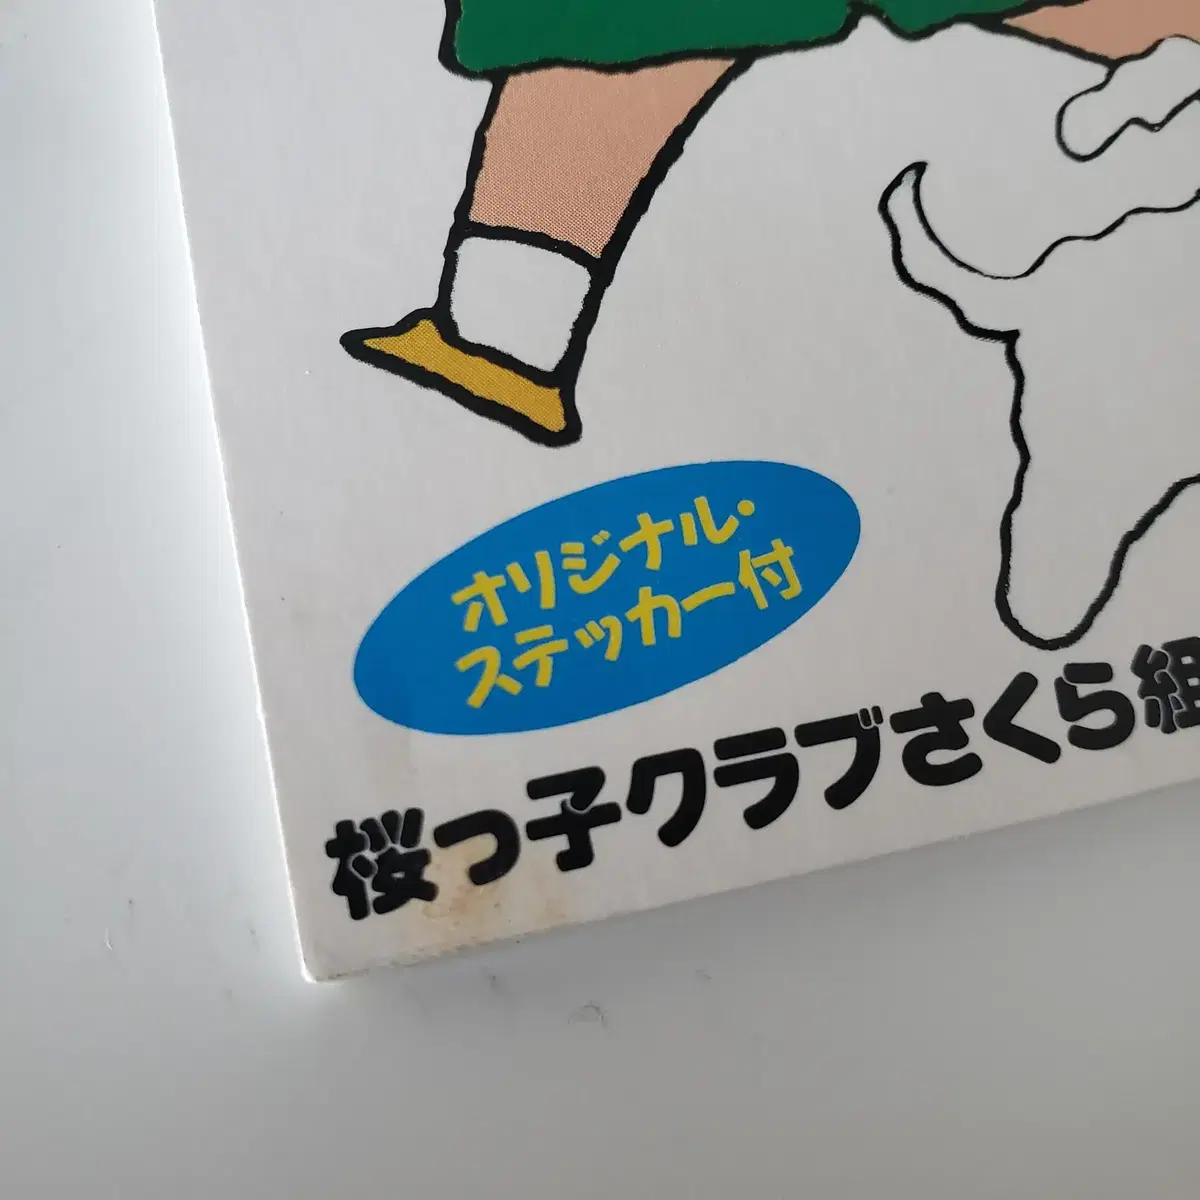 オリジナル・
ステッカー付
桜っ子クラブさくら組